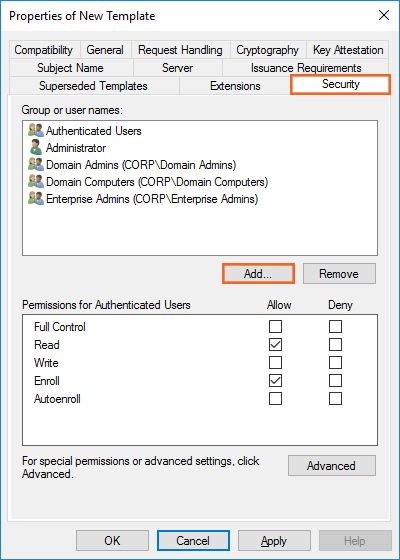 Properties of New Template
Compatibility General Request Handling Cryptography Key Attestation
Subject Name Server Issuance Requirements
Superseded Templates Extensions Security
Group or user names:
Authenticated Users
Administrator
Domain Admins (CORP\Domain Admins)
Domain Computers (CORP\Domain Computers)
Enterprise Admins (CORP\Enterprise Admins)
Add... Remove
Permissions for Authenticated Users Allow Deny
Full Control
Read
Write
Enroll
Autoenroll
For special permissions or advanced settings, click
Advanced.
Advanced
OK Cancel Apply Help